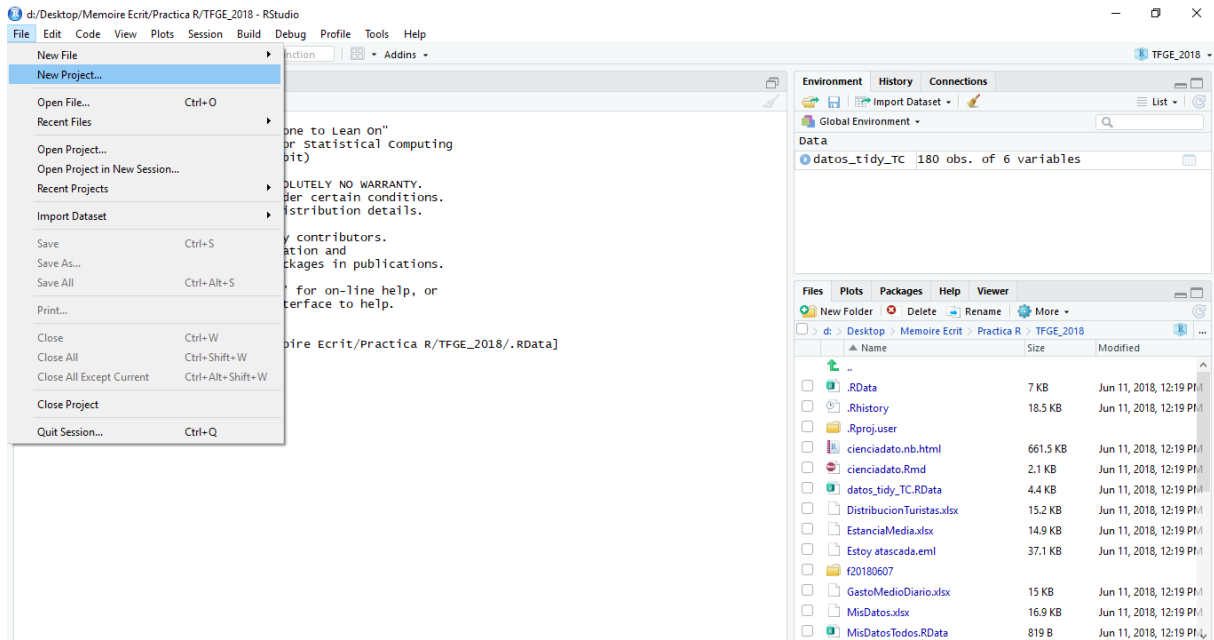 d:/Desktop/Memoire Ecrit/Practica R/TFGE_2018 - RStudio
File Edit Code View Plots Session Build Debug Profile Tools Help
New File
New Project...
Open File... Ctrl+O
Recent Files
Open Project...
Open Project in New Session...
Recent Projects
Import Dataset
Save Ctrl+S
Save As...
Save All Ctrl+Alt+S
Print...
Close Ctrl+W
Close All Ctrl+Shift+W
Close All Except Current Ctrl+Alt+Shift+W
Close Project
Quit Session... Ctrl+Q
nction Addins TFGE_2018
one to Lean On"
or Statistical Computing
bit)
OLUTELY NO WARRANTY.
der certain conditions.
istribution details.
y contributors.
ation and
ckages in publications.
' for on-line help, or
terface to help.
oire Ecrit/Practica R/TFGE_2018/.RData]
Environment History Connections
Import Dataset List
Global Environment
Data
datos_tidy_TC 180 obs. of 6 variables
Files Plots Packages Help Viewer
New Folder Delete Rename More
d: > Desktop > Memoire Ecrit > Practica R > TFGE_2018 ...
Name Size Modified
..
.RData 7 KB Jun 11, 2018, 12:19 PM
.Rhistory 18.5 KB Jun 11, 2018, 12:19 PM
.Rproj.user
cienciadato.nb.html 661.5 KB Jun 11, 2018, 12:19 PM
cienciadato.Rmd 2.1 KB Jun 11, 2018, 12:19 PM
datos_tidy_TC.RData 4.4 KB Jun 11, 2018, 12:19 PM
DistribucionTuristas.xlsx 15.2 KB Jun 11, 2018, 12:19 PM
EstanciaMedia.xlsx 14.9 KB Jun 11, 2018, 12:19 PM
Estoy atascada.eml 37.1 KB Jun 11, 2018, 12:19 PM
f20180607
GastoMedioDiario.xlsx 15 KB Jun 11, 2018, 12:19 PM
MisDatos.xlsx 16.9 KB Jun 11, 2018, 12:19 PM
MisDatosTodos.RData 819 B Jun 11, 2018, 12:19 PM